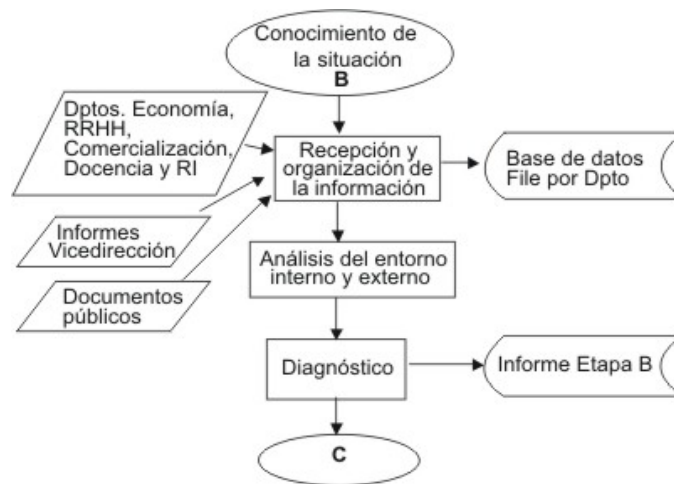 Conocimiento de
la situación
B
Dptos. Economía,
RRHH,
Comercialización,
Docencia y RI
Recepción y
organización de
la información
Base de datos
File por Dpto
Informes
Vicedirección
Análisis del entorno
interno y externo
Documentos
públicos
Diagnóstico
Informe Etapa B
C